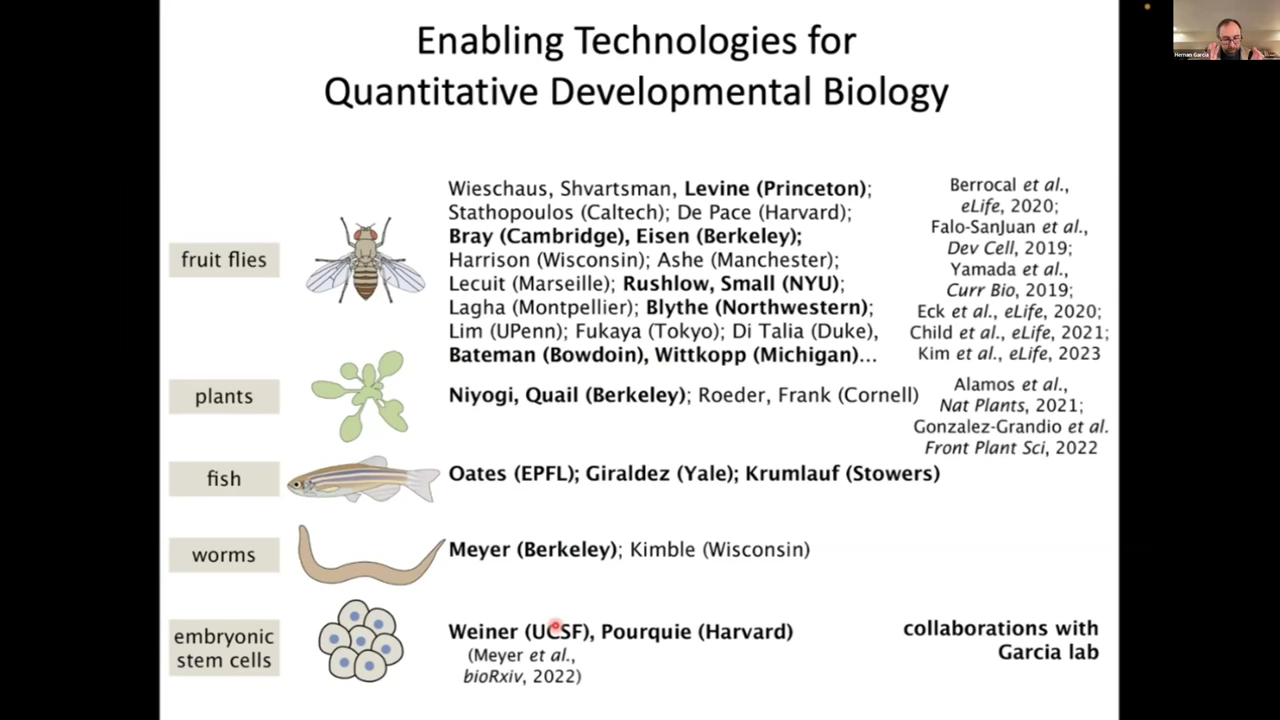 Enabling Technologies for
Quantitative Developmental Biology
Hernan Garcia
fruit flies
Wieschaus, Shvartsman, Levine (Princeton);
Stathopoulos (Caltech); De Pace (Harvard);
Bray (Cambridge), Eisen (Berkeley);
Harrison (Wisconsin); Ashe (Manchester);
Lecuit (Marseille); Rushlow, Small (NYU);
Lagha (Montpellier); Blythe (Northwestern);
Lim (UPenn); Fukaya (Tokyo); Di Talia (Duke),
Bateman (Bowdoin), Wittkopp (Michigan)...
Berrocal et al.,
eLife, 2020;
Falo-SanJuan et al.,
Dev Cell, 2019;
Yamada et al.,
Curr Bio, 2019;
Eck et al., eLife, 2020;
Child et al., eLife, 2021;
Kim et al., eLife, 2023
plants
Niyogi, Quail (Berkeley); Roeder, Frank (Cornell)
Alamos et al.,
Nat Plants, 2021;
Gonzalez-Grandio et al.
Front Plant Sci, 2022
fish
Oates (EPFL); Giraldez (Yale); Krumlauf (Stowers)
worms
Meyer (Berkeley); Kimble (Wisconsin)
embryonic
stem cells
Weiner (UCSF), Pourquie (Harvard)
(Meyer et al.,
bioRxiv, 2022)
collaborations with
Garcia lab